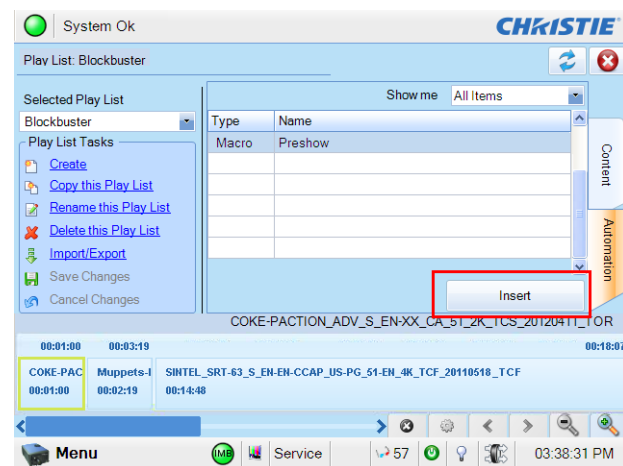 System Ok
CHRISTIE
Play List: Blockbuster
Selected Play List
Show me All Items
Blockbuster
Type Name
Play List Tasks
Macro Preshow
Create
Copy this Play List
Rename this Play List
Delete this Play List
Import/Export
Save Changes
Cancel Changes
Content
Automation
Insert
COKE-PACTION_ADV_S_EN-XX_CA_51_2K_TCS_20120411_TOR
00:01:00 00:03:19 00:18:07
COKE-PAC Muppets-I SINTEL_SRT-63_S_EN-EN-CCAP_US-PG_51-EN_4K_TCF_20110518_TCF
00:01:00 00:02:19 00:14:48
Menu IMB Service 57 03:38:31 PM